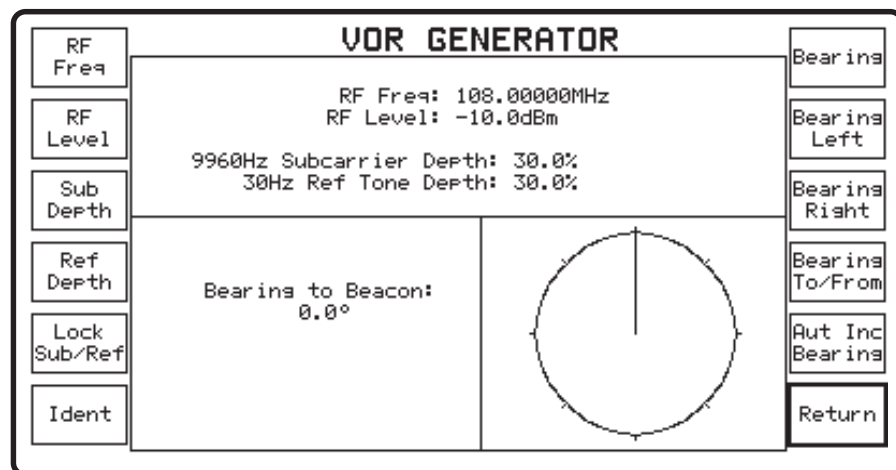 VOR GENERATOR
RF
Freq
RF
Level
Sub
Depth
Ref
Depth
Lock
Sub/Ref
Ident
RF Freq: 108.00000MHz
RF Level: -10.0dBm
9960Hz Subcarrier Depth: 30.0%
30Hz Ref Tone Depth: 30.0%
Bearing to Beacon:
0.0°
Bearing
Bearing
Left
Bearing
Right
Bearing
To/From
Aut Inc
Bearing
Return